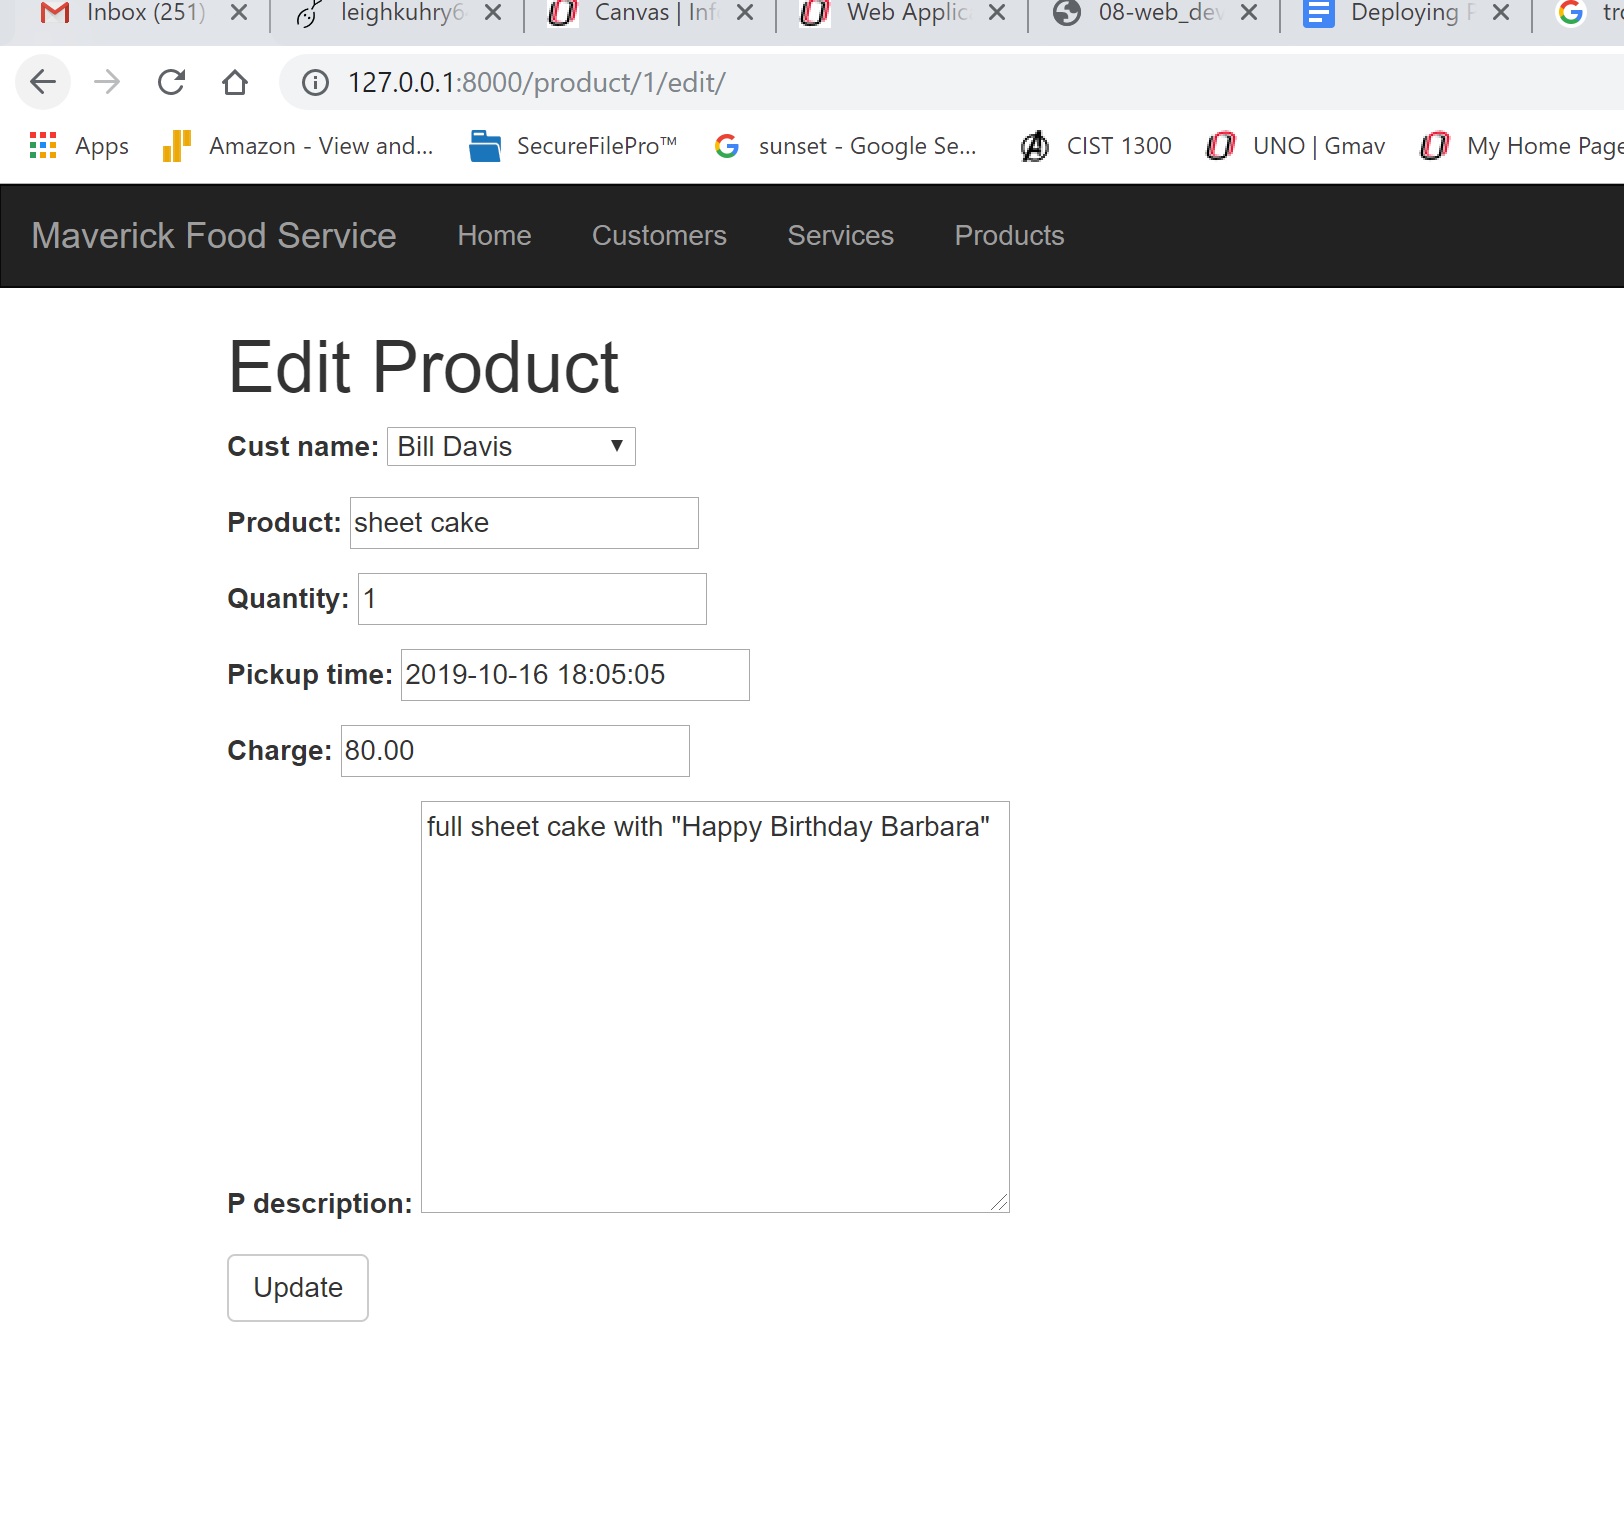 Inbox (251)
leighkuhry6
Canvas | Inf
Web Applic
08-web_dev
Deploying
127.0.0.1:8000/product/1/edit/
Apps
Amazon - View and...
SecureFilePro™
sunset - Google Se...
CIST 1300
UNO | Gmav
My Home Page
Maverick Food Service
Home
Customers
Services
Products
Edit Product
Cust name: Bill Davis
Product: sheet cake
Quantity: 1
Pickup time: 2019-10-16 18:05:05
Charge: 80.00
full sheet cake with "Happy Birthday Barbara"
P description:
Update